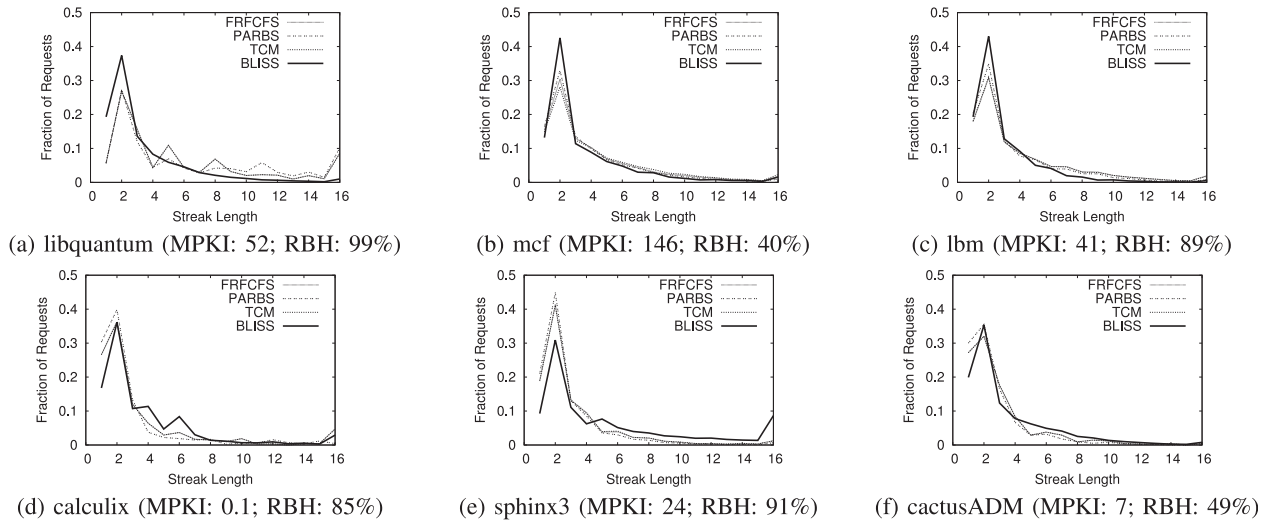 FRFCFS
PARBS
TCM
BLISS
0.5
0.4
0.3
0.2
0.1
0
Fraction of Requests
0 2 4 6 8 10 12 14 16
Streak Length
(a) libquantum (MPKI: 52; RBH: 99%)
FRFCFS
PARBS
TCM
BLISS
0.5
0.4
0.3
0.2
0.1
0
Fraction of Requests
0 2 4 6 8 10 12 14 16
Streak Length
(b) mcf (MPKI: 146; RBH: 40%)
FRFCFS
PARBS
TCM
BLISS
0.5
0.4
0.3
0.2
0.1
0
Fraction of Requests
0 2 4 6 8 10 12 14 16
Streak Length
(c) lbm (MPKI: 41; RBH: 89%)
FRFCFS
PARBS
TCM
BLISS
0.5
0.4
0.3
0.2
0.1
0
Fraction of Requests
0 2 4 6 8 10 12 14 16
Streak Length
(d) calculix (MPKI: 0.1; RBH: 85%)
FRFCFS
PARBS
TCM
BLISS
0.5
0.4
0.3
0.2
0.1
0
Fraction of Requests
0 2 4 6 8 10 12 14 16
Streak Length
(e) sphinx3 (MPKI: 24; RBH: 91%)
FRFCFS
PARBS
TCM
BLISS
0.5
0.4
0.3
0.2
0.1
0
Fraction of Requests
0 2 4 6 8 10 12 14 16
Streak Length
(f) cactusADM (MPKI: 7; RBH: 49%)